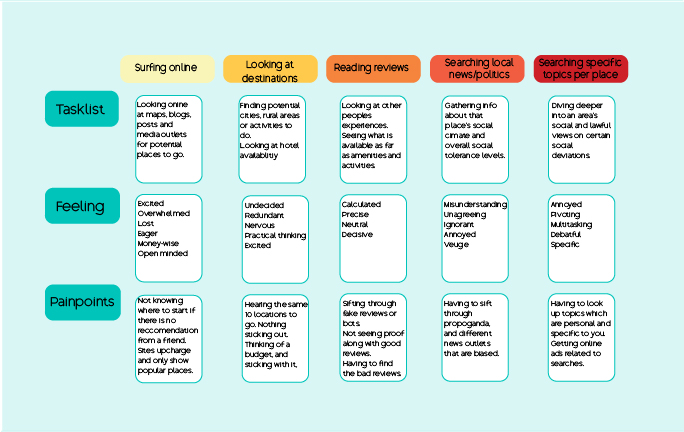 Surfing online
Looking at
destinations
Reading reviews
Searching local
news/politics
Searching specific
topics per place
Tasklist
Looking online
at maps, blogs,
posts and
media outlets
for potential
places to go.
Finding potential
cities, rural areas
or activities to
do.
Looking at hotel
availablitiy
Looking at other
peoples
experiences.
Seeing what is
available as far
as amenities and
activities.
Gathering info
about that
place's social
cimate and
overall social
tolerance levels.
Diving deeper
into an area's
social and lawful
views on certain
social
deviations.
Feeling
Excited
Overwhelmed
Lost
Eager
Money-wise
Open minded
Undecided
Redundant
Nervous
Practical thinking
Excited
Calculated
Precise
Neutral
Decisive
Misunderstanding
Unagreeing
Ignorant
Annoyed
Veuge
Annoyed
Pivoting
Multitasking
Debatful
Specific
Painpoints
Not knowing
where to start if
there is no
reccomendation
from a friend.
Sites upcharge
and only show
popular places.
Hearing the same
10 locations to
go. Nothing
sticking out.
Thinking of a
budget, and
sticking with it,
Sifting through
fake reviews or
bots.
Not seeing proof
along with good
reviews.
Having to find
the bad reviews.
Having to sift
through
propoganda,
and different
news outlets
that are biased.
Having to look
up topics which
are personal and
specific to you.
Getting online
ads related to
searches.